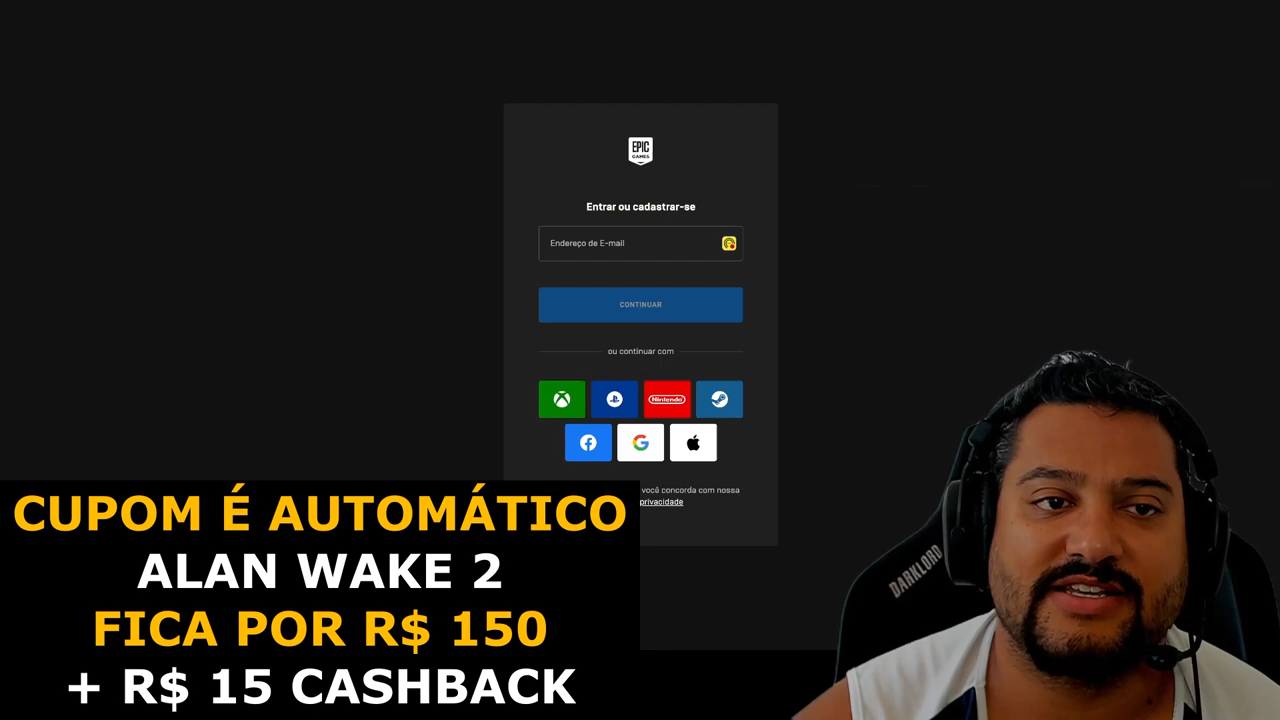 EPIC
GAMES
Entrar ou cadastrar-se
Endereço de E-mail
CONTINUAR
ou continuar com
Nintendo
você concorda com nossa
privacidade
CUPOM É AUTOMÁTICO
ALAN WAKE 2
FICA POR R$ 150
+ R$ 15 CASHBACK
DARKLORD